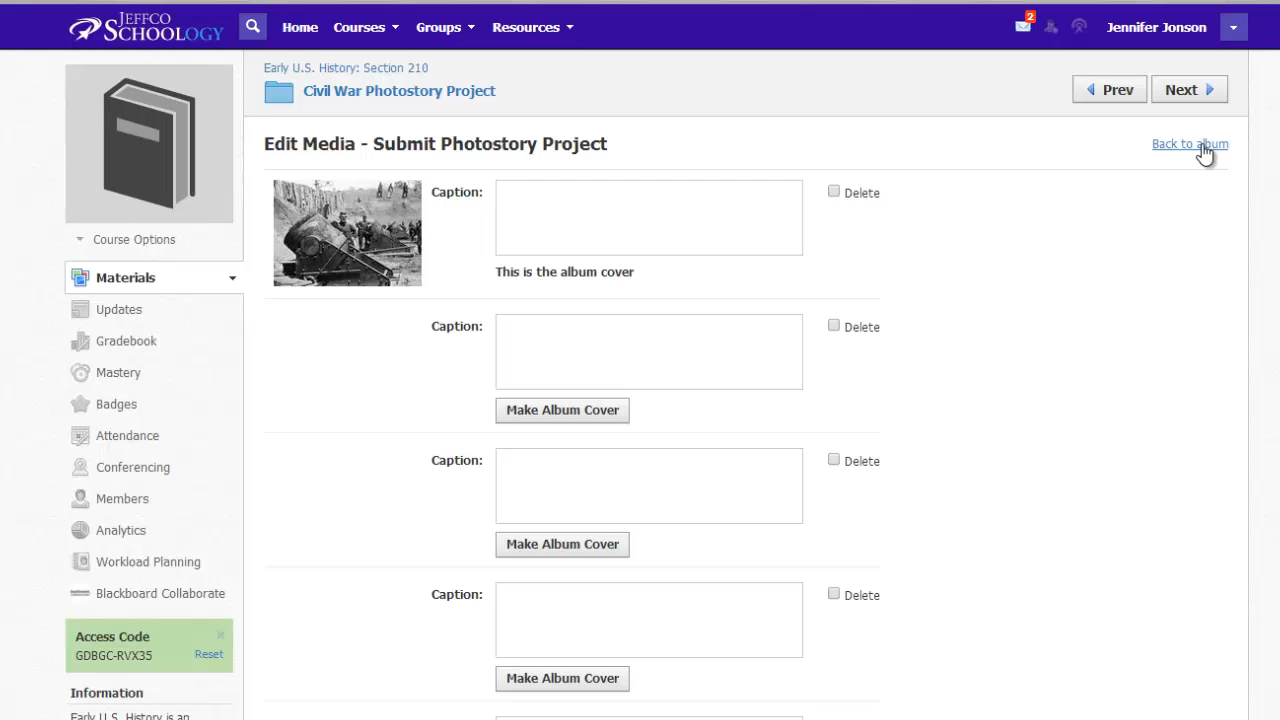 JEFFCO
SCHOOLOGY
Home Courses Groups Resources
2
Jennifer Jonson
Early U.S. History: Section 210
Civil War Photostory Project
Prev Next
Edit Media - Submit Photostory Project
Back to album
Caption:
Delete
This is the album cover
Caption:
Delete
Make Album Cover
Caption:
Delete
Make Album Cover
Caption:
Delete
Make Album Cover
Course Options
Materials
Updates
Gradebook
Mastery
Badges
Attendance
Conferencing
Members
Analytics
Workload Planning
Blackboard Collaborate
Access Code
GDBGC-RVX35 Reset
Information
Early U.S. History is an